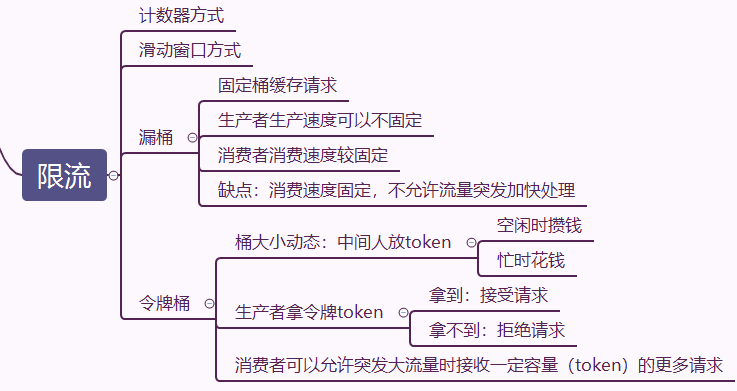 计数器方式
滑动窗口方式
固定桶缓存请求
生产者生产速度可以不固定
漏桶
消费者消费速度较固定
限流
缺点：消费速度固定，不允许流量突发加快处理
空闲时攒钱
桶大小动态：中间人放token
忙时花钱
拿到：接受请求
令牌桶
生产者拿令牌token
拿不到：拒绝请求
消费者可以允许突发大流量时接收一定容量（token）的更多请求